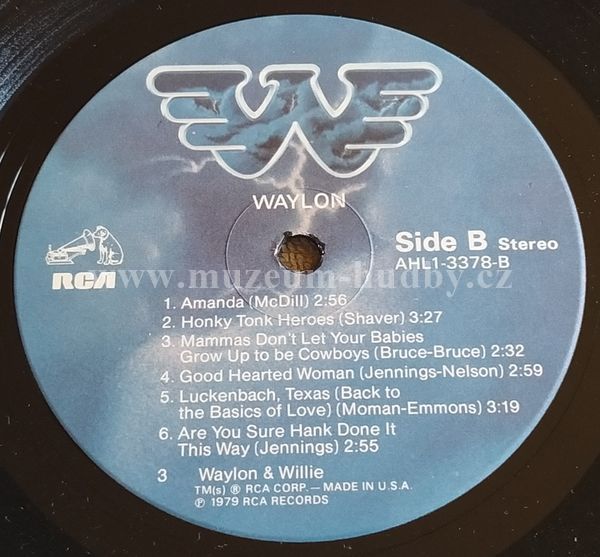 WAYLON
Side B Stereo
AHL1-3378-B
RCA
www.muzeum-hudby.cz
1. Amanda (McDill) 2:56
2. Honky Tonk Heroes (Shaver) 3:27
3. Mammas Don't Let Your Babies
Grow Up to be Cowboys (Bruce-Bruce) 2:32
4. Good Hearted Woman (Jennings-Nelson) 2:59
5. Luckenbach, Texas (Back to
the Basics of Love) (Moman-Emmons) 3:19
6. Are You Sure Hank Done It
This Way (Jennings) 2:55
3 Waylon & Willie
TM(s) ® RCA CORP. — MADE IN U.S.A.
℗ 1979 RCA RECORDS